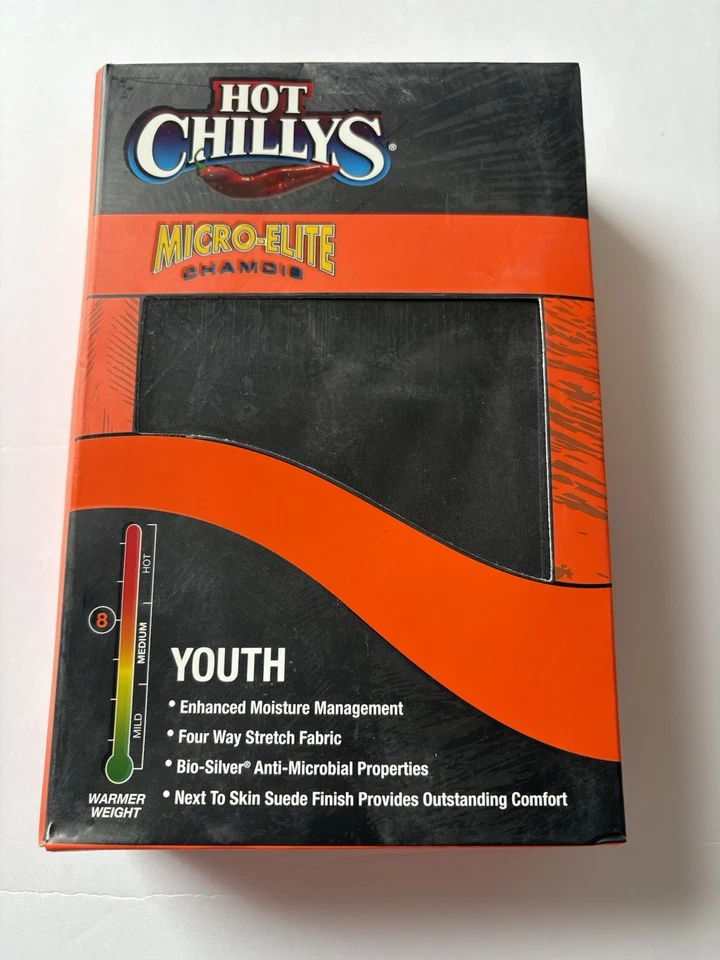 HOT
CHILLYS®
MICRO-ELITE
CHAMOIS
HOT
8
MEDIUM
MILD
WARMER
WEIGHT
YOUTH
• Enhanced Moisture Management
• Four Way Stretch Fabric
• Bio-Silver® Anti-Microbial Properties
• Next To Skin Suede Finish Provides Outstanding Comfort